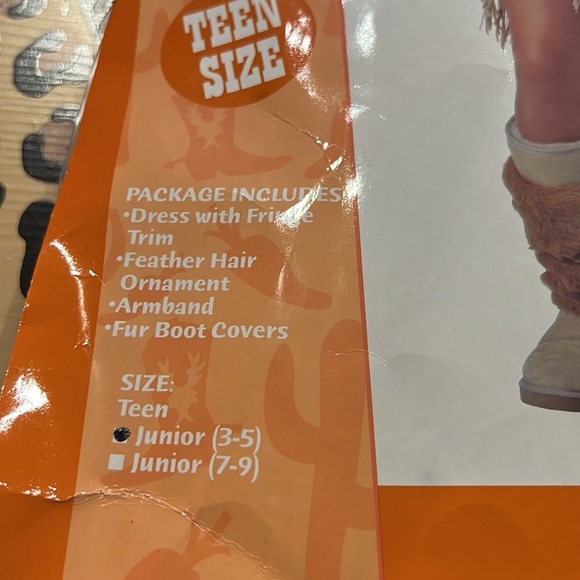 TEEN
SIZE
PACKAGE INCLUDES
•Dress with Fringe
Trim
•Feather Hair
Ornament
•Armband
•Fur Boot Covers
SIZE:
Teen
Junior (3-5)
Junior (7-9)